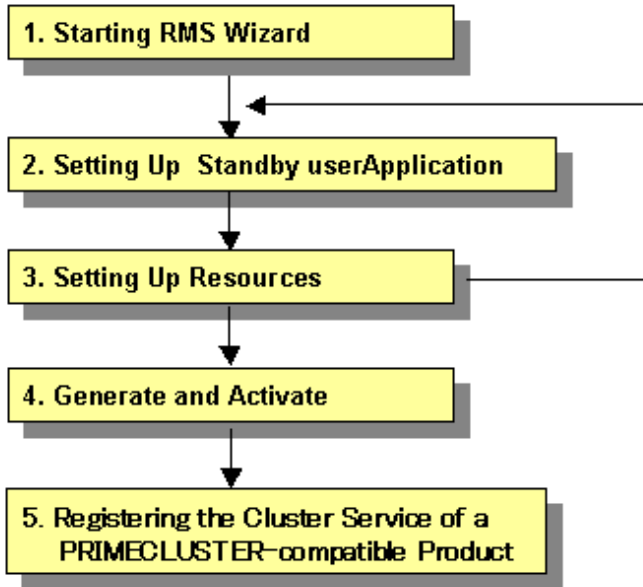 1. Starting RMS Wizard
2. Setting Up Standby userApplication
3. Setting Up Resources
4. Generate and Activate
5. Registering the Cluster Service of a
PRIMECLUSTER-compatible Product